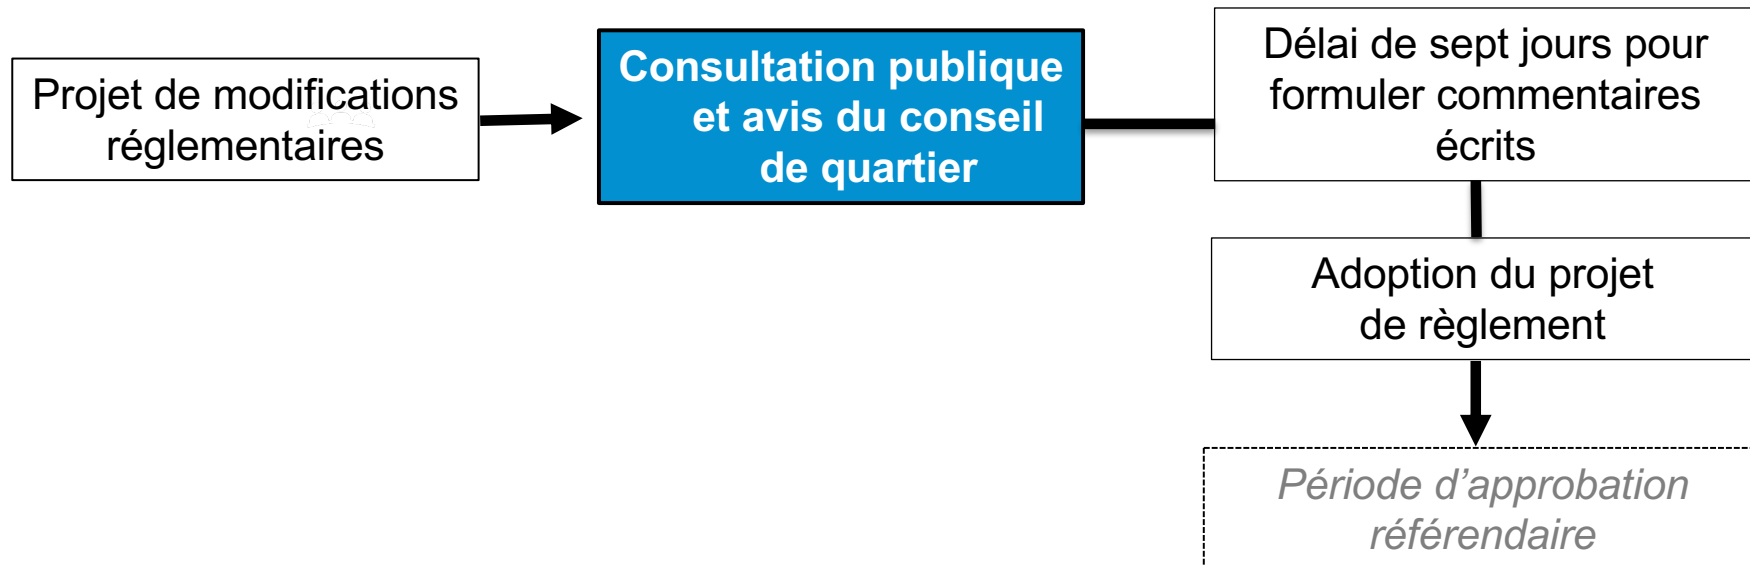 Projet de modifications
réglementaires
Consultation publique
et avis du conseil
de quartier
Délai de sept jours pour
formuler commentaires
écrits
Adoption du projet
de règlement
Période d’approbation
référendaire